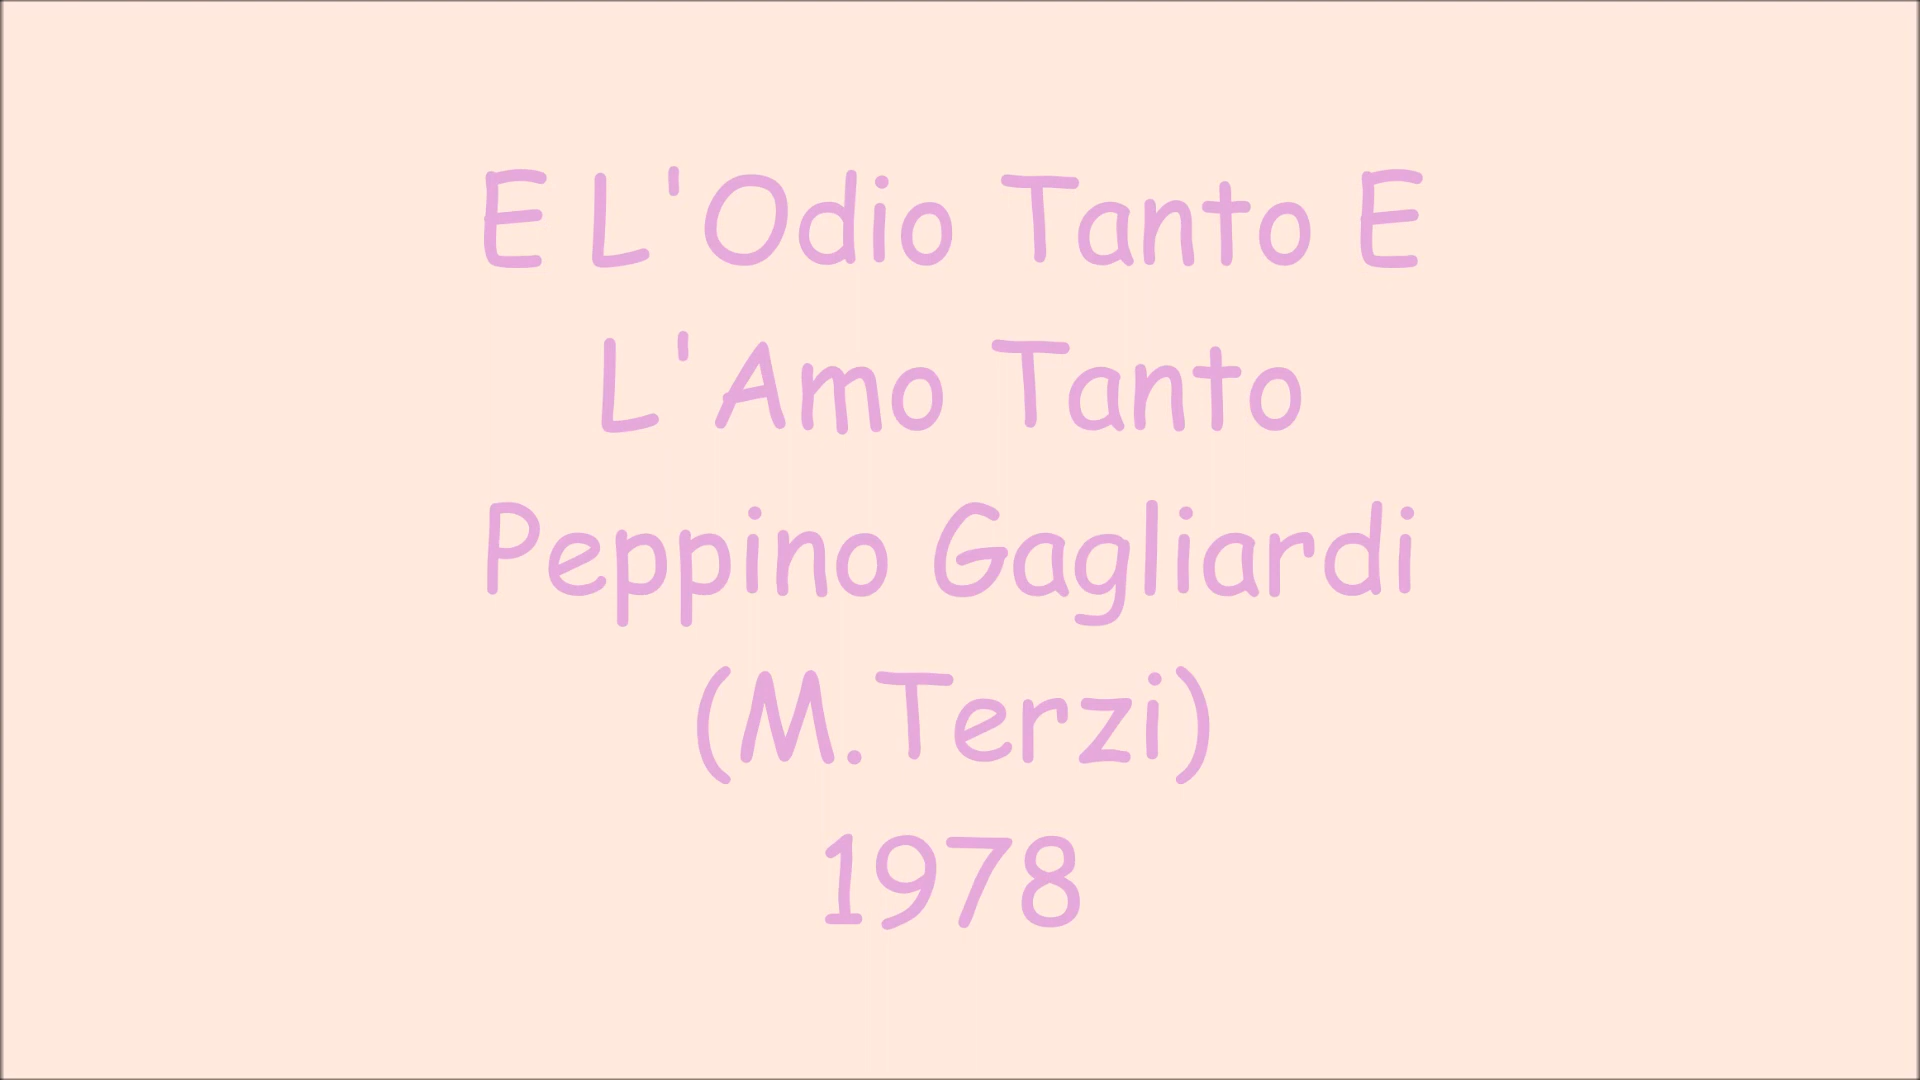 E L'Odio Tanto E
L'Amo Tanto
Peppino Gagliardi
(M.Terzi)
1978